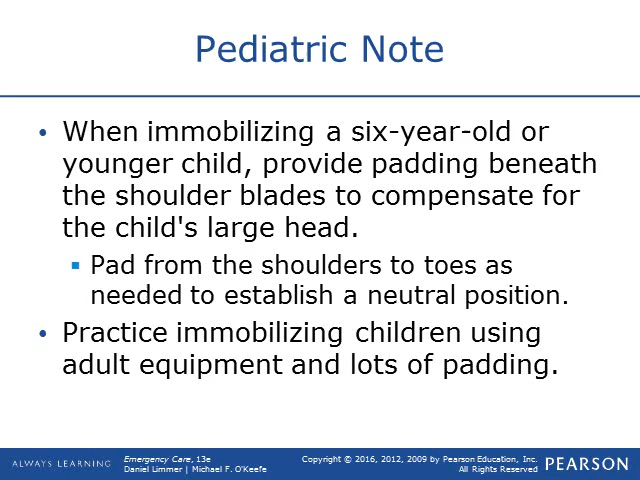 Pediatric Note
• When immobilizing a six-year-old or
younger child, provide padding beneath
the shoulder blades to compensate for
the child's large head.
▪ Pad from the shoulders to toes as
needed to establish a neutral position.
• Practice immobilizing children using
adult equipment and lots of padding.
ALWAYS LEARNING
Emergency Care, 13e
Daniel Limmer | Michael F. O'Keefe
Copyright © 2016, 2012, 2009 by Pearson Education, Inc.
All Rights Reserved
PEARSON